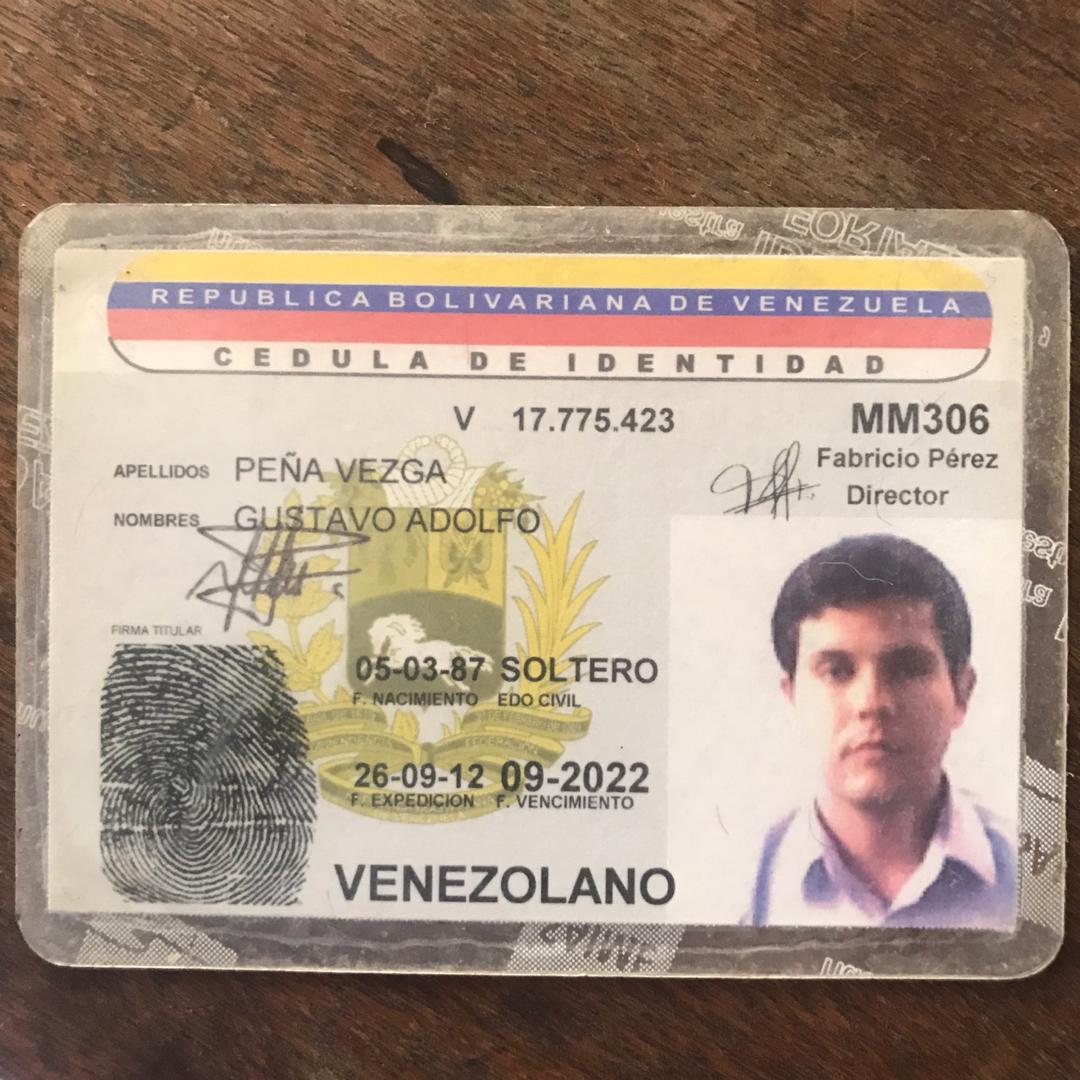 REPUBLICA BOLIVARIANA DE VENEZUELA
CEDULA DE IDENTIDAD
V 17.775.423
MM306
Fabricio Pérez
Director
APELLIDOS PEÑA VEZGA
NOMBRES GUSTAVO ADOLFO
FIRMA TITULAR
05-03-87 SOLTERO
F. NACIMIENTO EDO CIVIL
26-09-12 09-2022
F. EXPEDICION F. VENCIMIENTO
VENEZOLANO